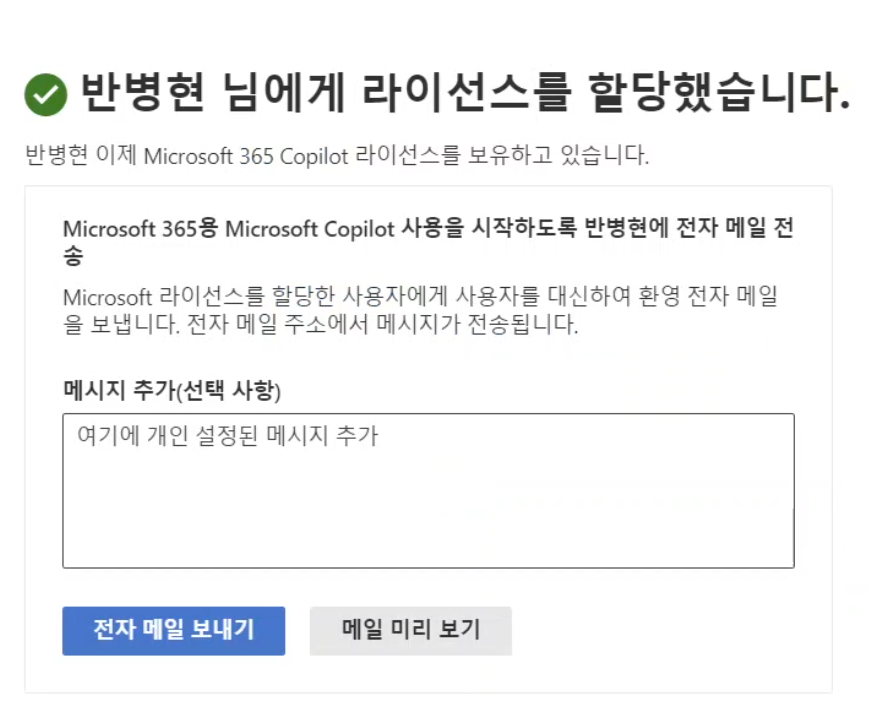 반병현 님에게 라이선스를 할당했습니다.
반병현 이제 Microsoft 365 Copilot 라이선스를 보유하고 있습니다.
Microsoft 365용 Microsoft Copilot 사용을 시작하도록 반병현에 전자 메일 전
송
Microsoft 라이선스를 할당한 사용자에게 사용자를 대신하여 환영 전자 메일
을 보냅니다. 전자 메일 주소에서 메시지가 전송됩니다.
메시지 추가(선택 사항)
여기에 개인 설정된 메시지 추가
전자 메일 보내기 메일 미리 보기